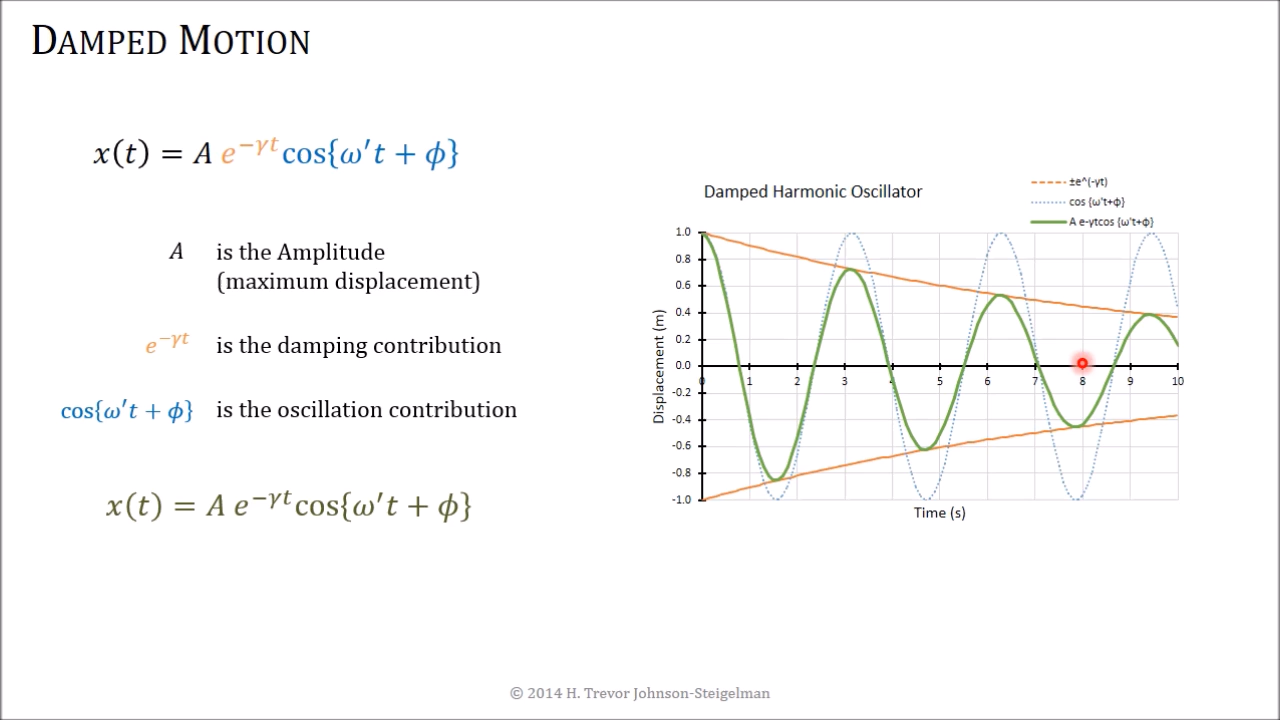 DAMPED MOTION
x(t) = A e^{−γt} cos{ω′t + ϕ}
A is the Amplitude
(maximum displacement)
e^{−γt} is the damping contribution
cos{ω′t + ϕ} is the oscillation contribution
x(t) = A e^{−γt} cos{ω′t + ϕ}
Damped Harmonic Oscillator
±e^(-γt)
cos {ω't+ϕ}
A e-γtcos {ω't+ϕ}
Displacement (m)
1.0
0.8
0.6
0.4
0.2
0.0
-0.2
-0.4
-0.6
-0.8
-1.0
0 1 2 3 4 5 6 7 8 9 10
Time (s)
© 2014 H. Trevor Johnson-Steigelman